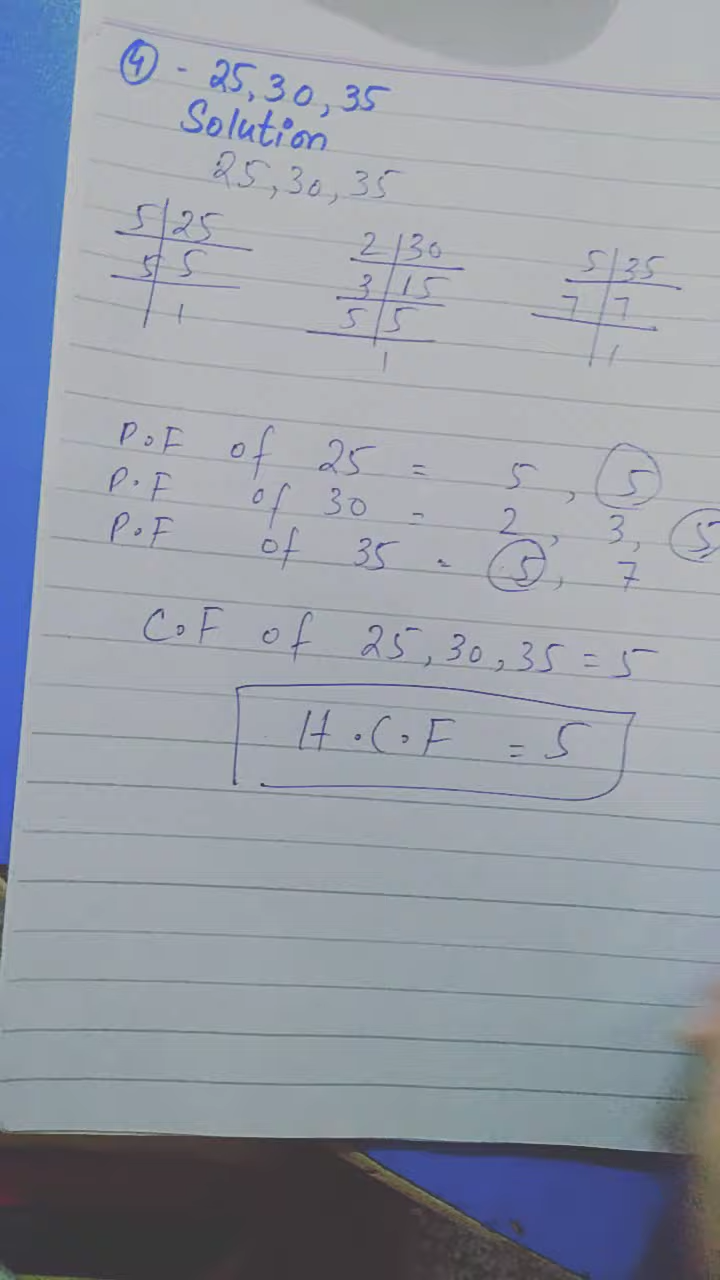 ④ - 25, 30, 35
Solution
25, 30, 35
5 | 25
5 | 5
1
2 | 30
3 | 15
5 | 5
1
5 | 35
7 | 7
1
P.F of 25 = 5, 5
P.F of 30 = 2, 3, 5
P.F of 35 = 5, 7
C.F of 25, 30, 35 = 5
H.C.F = 5